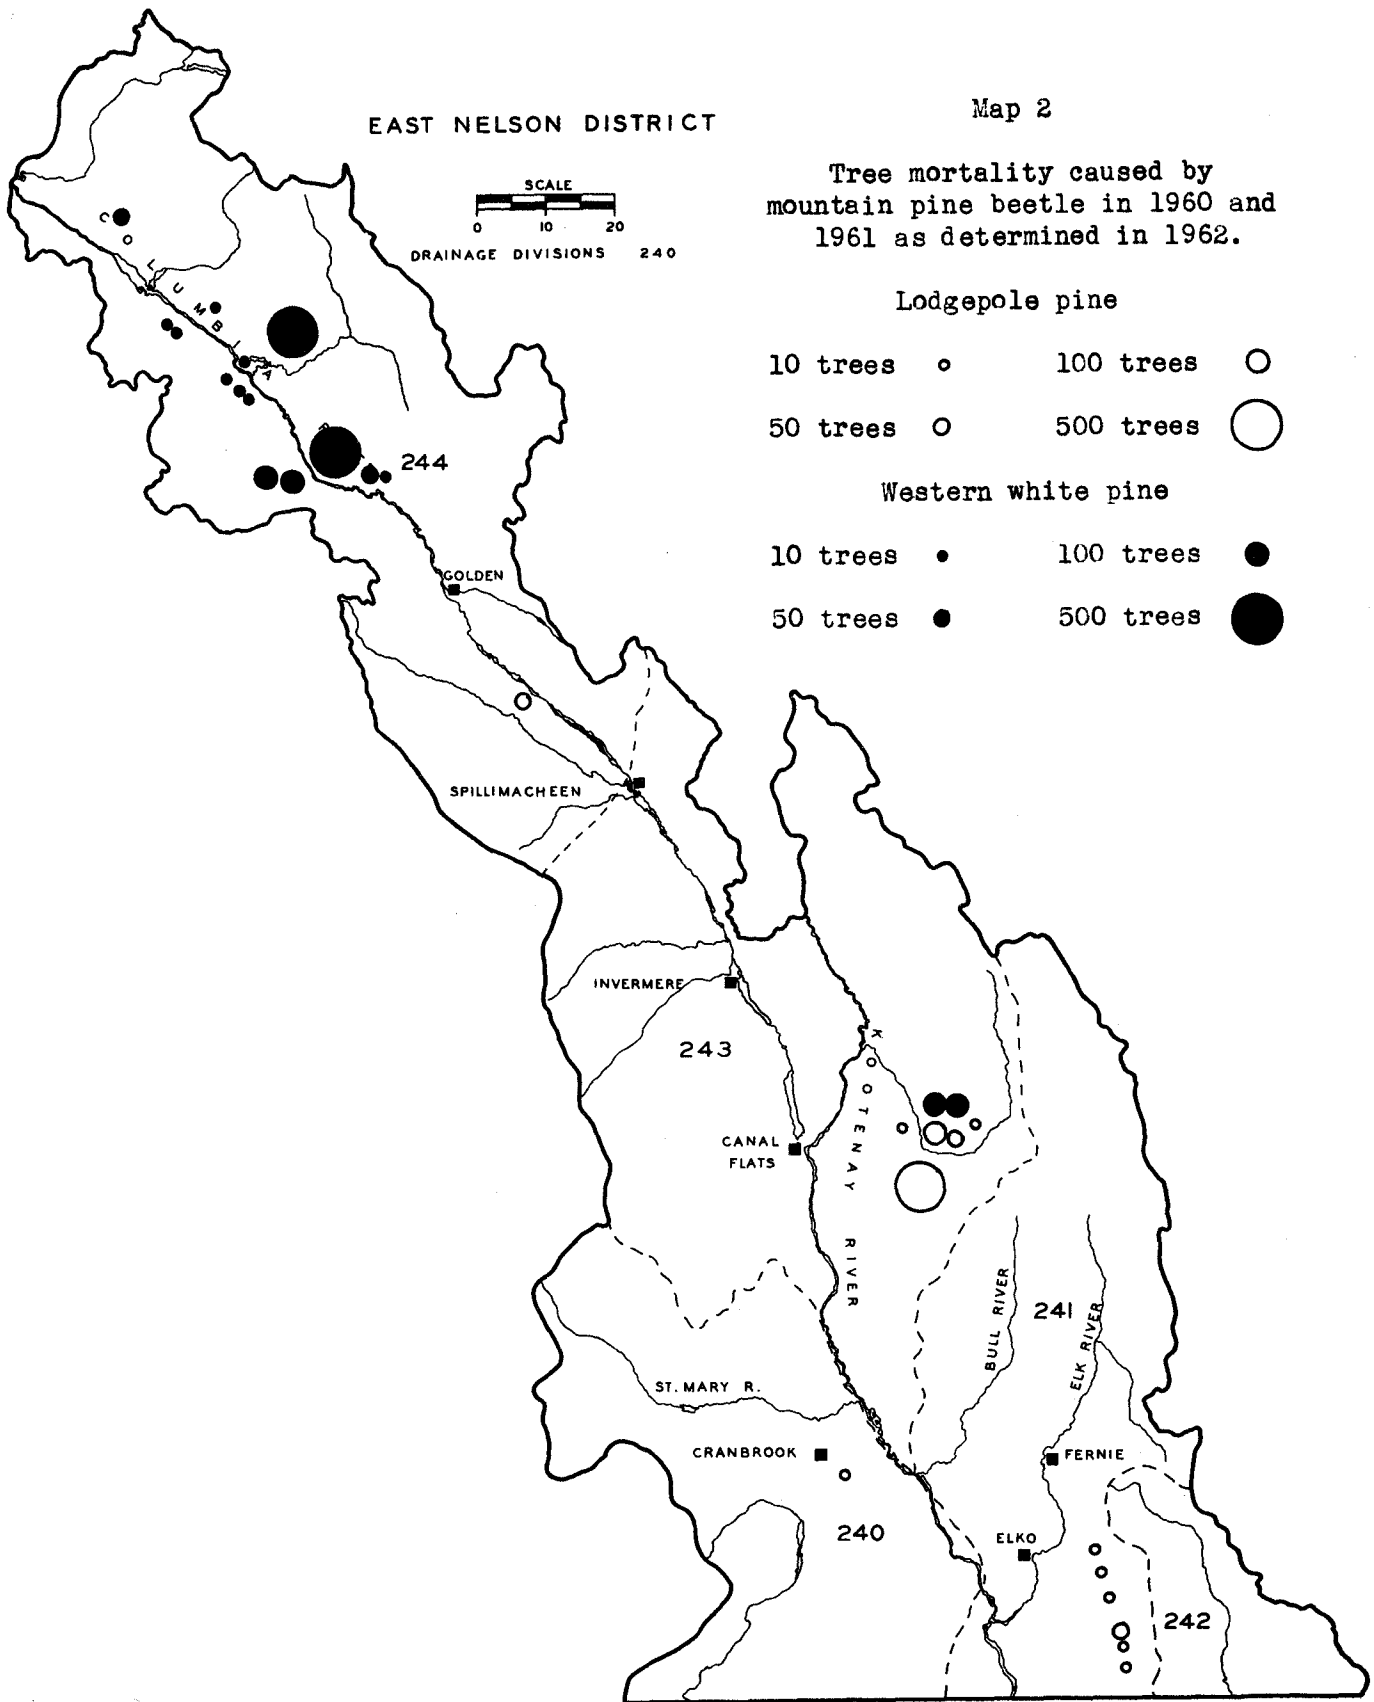 EAST NELSON DISTRICT
SCALE
0 10 20
DRAINAGE DIVISIONS 240
Map 2
Tree mortality caused by
mountain pine beetle in 1960 and
1961 as determined in 1962.
Lodgepole pine
10 trees 100 trees
50 trees 500 trees
Western white pine
10 trees 100 trees
50 trees 500 trees
COLUMBIA
244
GOLDEN
SPILLIMACHEEN
INVERMERE
243
CANAL
FLATS
KOOTENAY RIVER
BULL RIVER
241
ELK RIVER
ST. MARY R.
CRANBROOK
FERNIE
240
ELKO
242